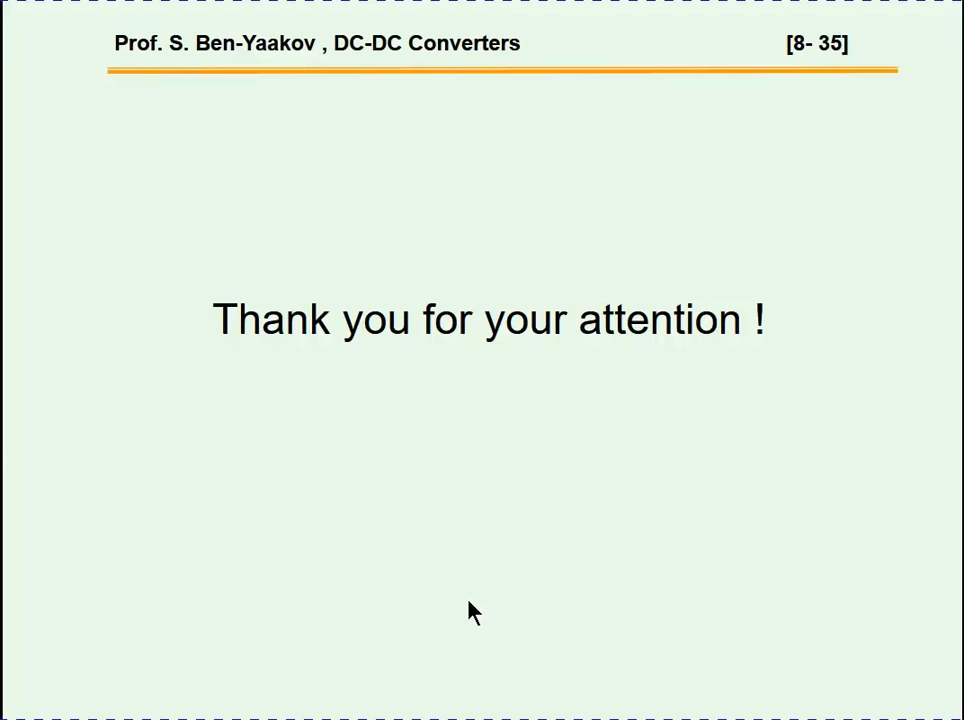 Prof. S. Ben-Yaakov , DC-DC Converters [8- 35]
Thank you for your attention !